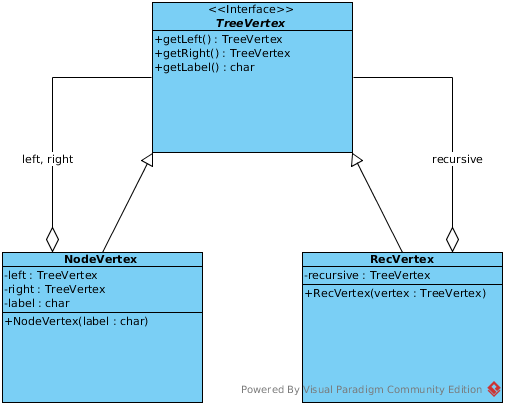 <<Interface>>
TreeVertex
+getLeft() : TreeVertex
+getRight() : TreeVertex
+getLabel() : char
left, right
recursive
NodeVertex
-left : TreeVertex
-right : TreeVertex
-label : char
+NodeVertex(label : char)
RecVertex
-recursive : TreeVertex
+RecVertex(vertex : TreeVertex)
Powered By Visual Paradigm Community Edition